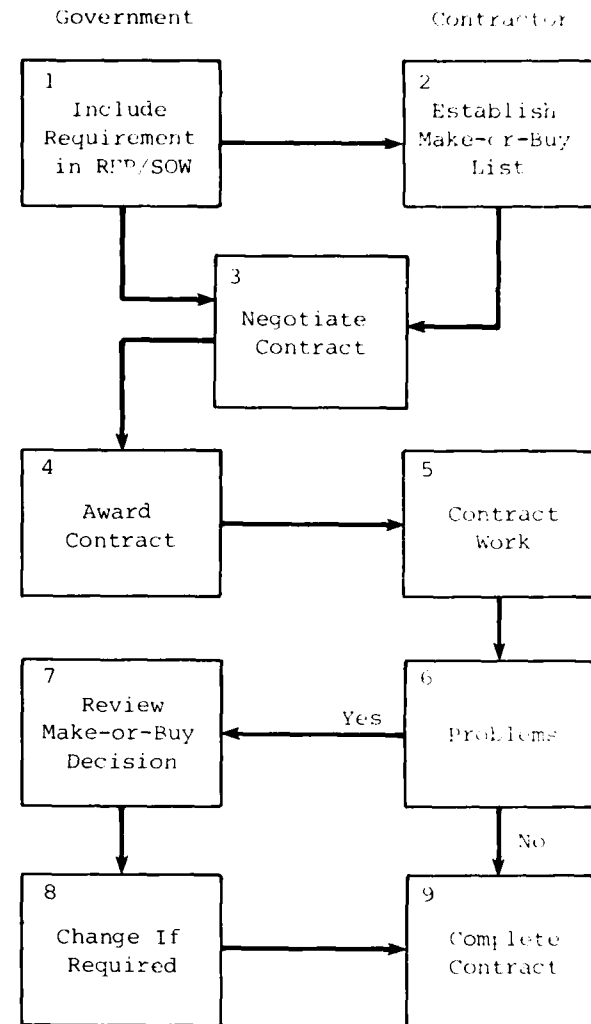 Government
Contractor
1
Include
Requirement
in RFP/SOW
2
Establish
Make-or-Buy
List
3
Negotiate
Contract
4
Award
Contract
5
Contract
Work
6
Problems
Yes
No
7
Review
Make-or-Buy
Decision
8
Change If
Required
9
Complete
Contract